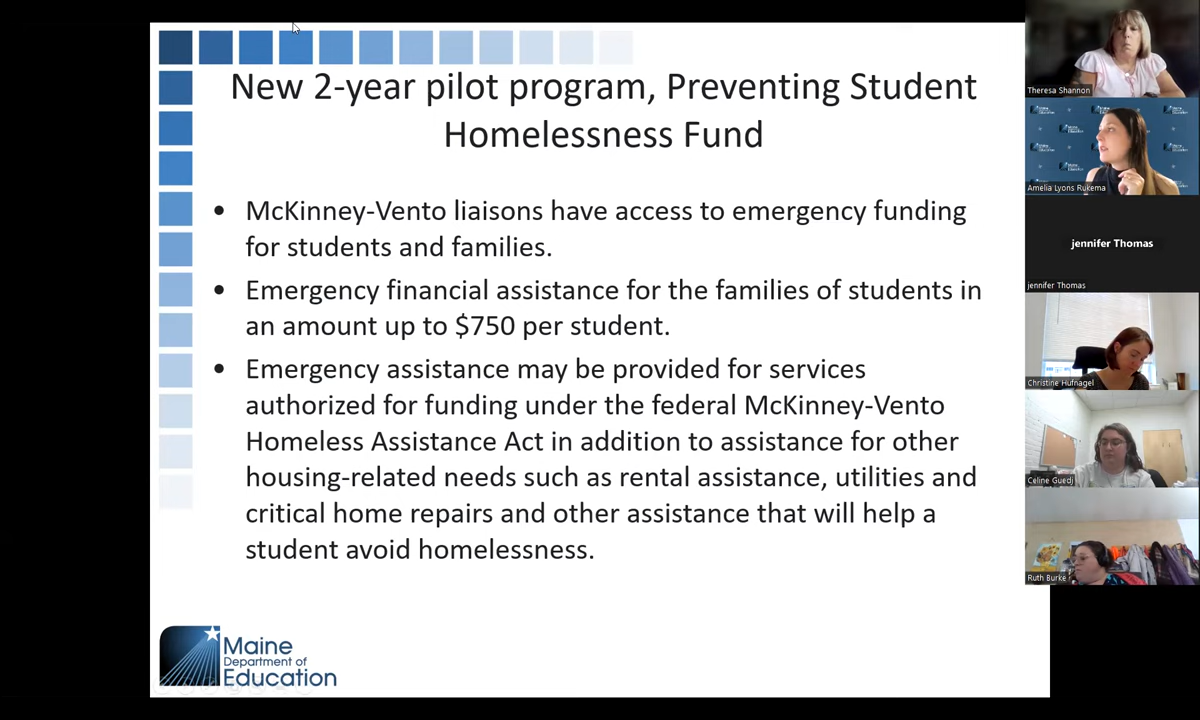 New 2-year pilot program, Preventing Student
Homelessness Fund
• McKinney-Vento liaisons have access to emergency funding
for students and families.
• Emergency financial assistance for the families of students in
an amount up to $750 per student.
• Emergency assistance may be provided for services
authorized for funding under the federal McKinney-Vento
Homeless Assistance Act in addition to assistance for other
housing-related needs such as rental assistance, utilities and
critical home repairs and other assistance that will help a
student avoid homelessness.
Maine
Department of
Education
Theresa Shannon
Amelia Lyons Rukema
jennifer Thomas
jennifer Thomas
Christine Hufnagel
Celine Guedj
Ruth Burke